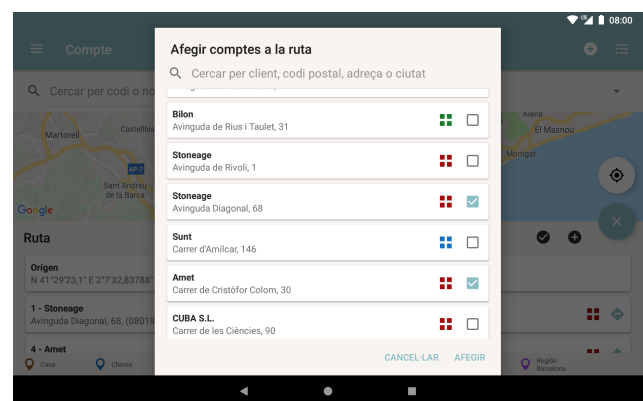 08:00
Compte
Afegir comptes a la ruta
Cercar per client, codi postal, adreça o ciutat
Cercar per codi o no
Bilon
Avinguda de Rius i Taulet, 31
Stoneage
Avinguda de Rivoli, 1
Stoneage
Avinguda Diagonal, 68
Sunt
Carrer d'Amílcar, 146
Amet
Carrer de Cristòfor Colom, 30
CUBA S.L.
Carrer de les Ciències, 90
CANCEL·LAR AFEGIR
Martorell
Castellbis
AP-7
Sant Andreu
de la Barca
Google
Alella
El Masnou
Montgat
Ruta
Orígen
N 41°29'23,1" E 2°7'32,83788"
1 - Stoneage
Avinguda Diagonal, 68, (08019
4 - Amet
Cuca
Cliente
Región
Barcelona